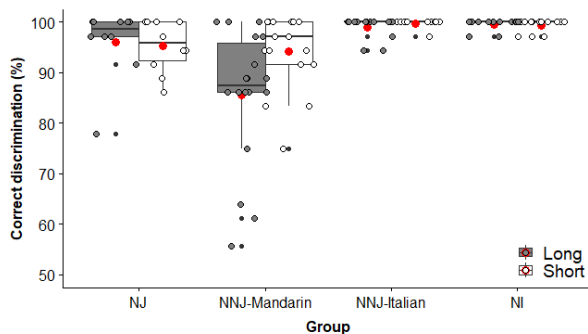 Correct discrimination (%)
100
90
80
70
60
50
Long
Short
NJ NNJ-Mandarin NNJ-Italian NI
Group